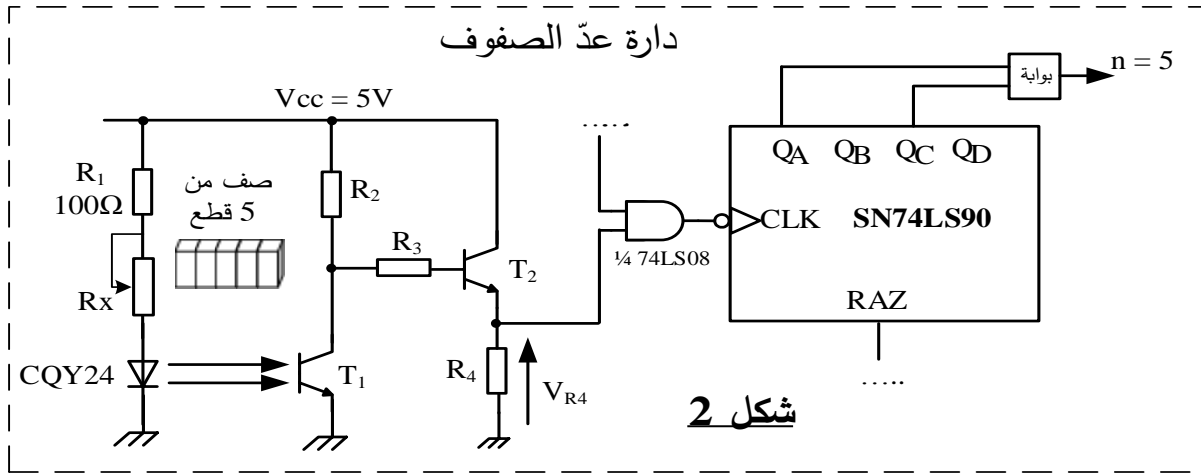 دارة عدّ الصفوف
Vcc = 5V
n = 5
بوابة
.....
QA QB QC QD
R1
100Ω
صف من
5 قطع
R2
R3
T2
¼ 74LS08
CLK SN74LS90
Rx
RAZ
CQY24
T1
R4
VR4
.....
شكل 2